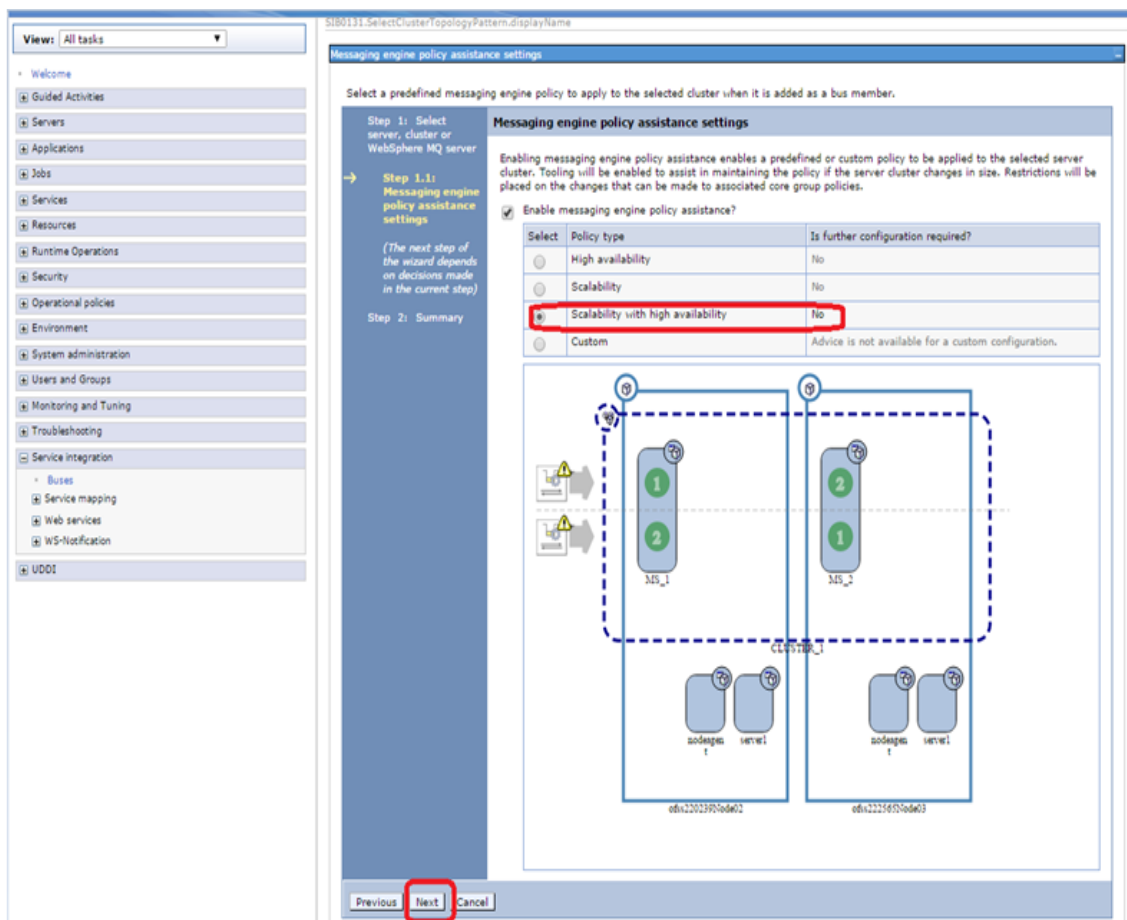 SIB0131.SelectClusterTopologyPattern.displayName
View: All tasks
Welcome
Guided Activities
Servers
Applications
Jobs
Services
Resources
Runtime Operations
Security
Operational policies
Environment
System administration
Users and Groups
Monitoring and Tuning
Troubleshooting
Service integration
Buses
Service mapping
Web services
WS-Notification
UDDI
Messaging engine policy assistance settings
Select a predefined messaging engine policy to apply to the selected cluster when it is added as a bus member.
Step 1: Select
server, cluster or
WebSphere MQ server
Step 1.1:
Messaging engine
policy assistance
settings
(The next step of
the wizard depends
on decisions made
in the current step)
Step 2: Summary
Messaging engine policy assistance settings
Enabling messaging engine policy assistance enables a predefined or custom policy to be applied to the selected server
cluster. Tooling will be enabled to assist in maintaining the policy if the server cluster changes in size. Restrictions will be
placed on the changes that can be made to associated core group policies.
Enable messaging engine policy assistance?
Select Policy type Is further configuration required?
High availability No
Scalability No
Scalability with high availability No
Custom Advice is not available for a custom configuration.
1 2
2 1
MS_1 MS_2
CLUSTER_1
nodeagen
t
server1
nodeagen
t
server1
ofss220239Node02 ofss222565Node03
Previous Next Cancel